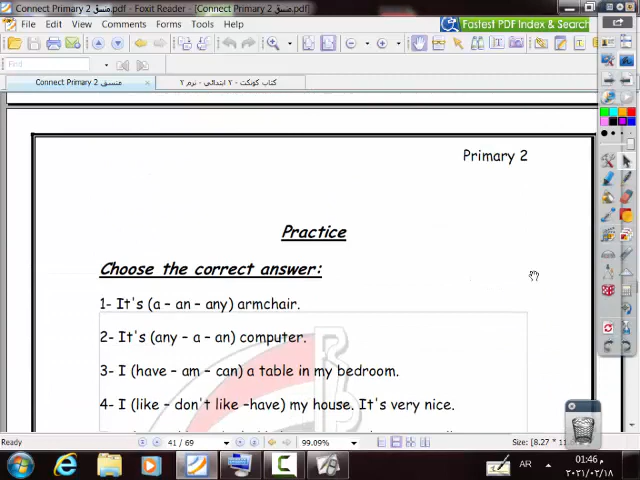 Connect Primary 2 منسق.pdf - Foxit Reader - [Connect Primary 2 منسق.pdf]
File Edit View Comments Forms Tools Help
Fastest PDF Index & Search
Find
Connect Primary 2 منسق
كتاب كونكت - ٢ ابتدائي - ترم ٢
Primary 2
Practice
Choose the correct answer:
1- It's (a – an – any) armchair.
2- It's (any – a – an) computer.
3- I (have – am – can) a table in my bedroom.
4- I (like – don't like –have) my house. It's very nice.
Ready
41 / 69
99.09%
Size: [8.27 * 11
AR
01:46 م
٢٠٢١/٠٢/١٨